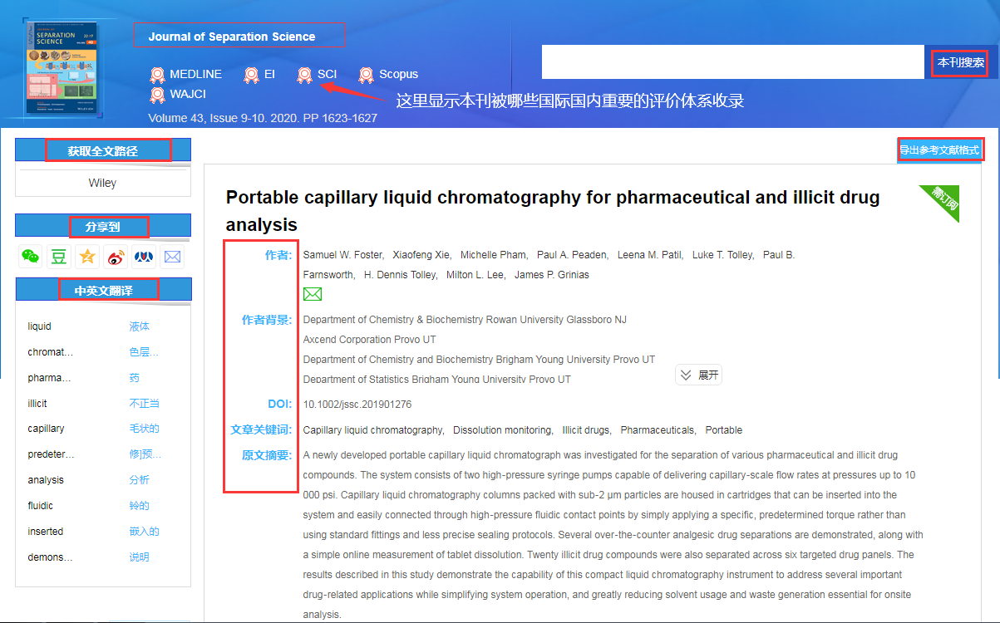 SEPARATION
SCIENCE
Journal of Separation Science
MEDLINE EI SCI Scopus
WAJCI
这里显示本刊被哪些国际国内重要的评价体系收录
本刊搜索
Volume 43, Issue 9-10. 2020. PP 1623-1627
获取全文路径
Wiley
分享到
豆
中英文翻译
liquid 液体
chromat... 色层...
pharma... 药
illicit 不正当
capillary 毛状的
predeter... 修]预...
analysis 分析
fluidic 铃的
inserted 嵌入的
demons... 说明
导出参考文献格式
需订阅
Portable capillary liquid chromatography for pharmaceutical and illicit drug
analysis
作者: Samuel W. Foster, Xiaofeng Xie, Michelle Pham, Paul A. Peaden, Leena M. Patil, Luke T. Tolley, Paul B.
Farnsworth, H. Dennis Tolley, Milton L. Lee, James P. Grinias
作者背景: Department of Chemistry & Biochemistry Rowan University Glassboro NJ
Axcend Corporation Provo UT
Department of Chemistry and Biochemistry Brigham Young University Provo UT
Department of Statistics Brigham Young University Provo UT
展开
DOI: 10.1002/jssc.201901276
文章关键词: Capillary liquid chromatography, Dissolution monitoring, Illicit drugs, Pharmaceuticals, Portable
原文摘要: A newly developed portable capillary liquid chromatograph was investigated for the separation of various pharmaceutical and illicit drug
compounds. The system consists of two high-pressure syringe pumps capable of delivering capillary-scale flow rates at pressures up to 10
000 psi. Capillary liquid chromatography columns packed with sub-2 μm particles are housed in cartridges that can be inserted into the
system and easily connected through high-pressure fluidic contact points by simply applying a specific, predetermined torque rather than
using standard fittings and less precise sealing protocols. Several over-the-counter analgesic drug separations are demonstrated, along with
a simple online measurement of tablet dissolution. Twenty illicit drug compounds were also separated across six targeted drug panels. The
results described in this study demonstrate the capability of this compact liquid chromatography instrument to address several important
drug-related applications while simplifying system operation, and greatly reducing solvent usage and waste generation essential for onsite
analysis.